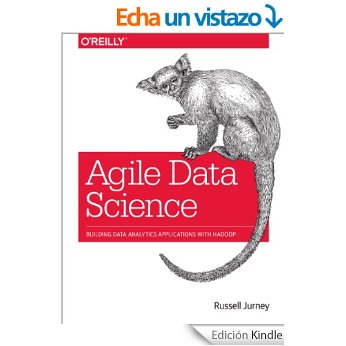 Echa un vistazo
O'REILLY®
Agile Data
Science
BUILDING DATA ANALYTICS APPLICATIONS WITH HADOOP
Russell Jurney
Edición Kindle